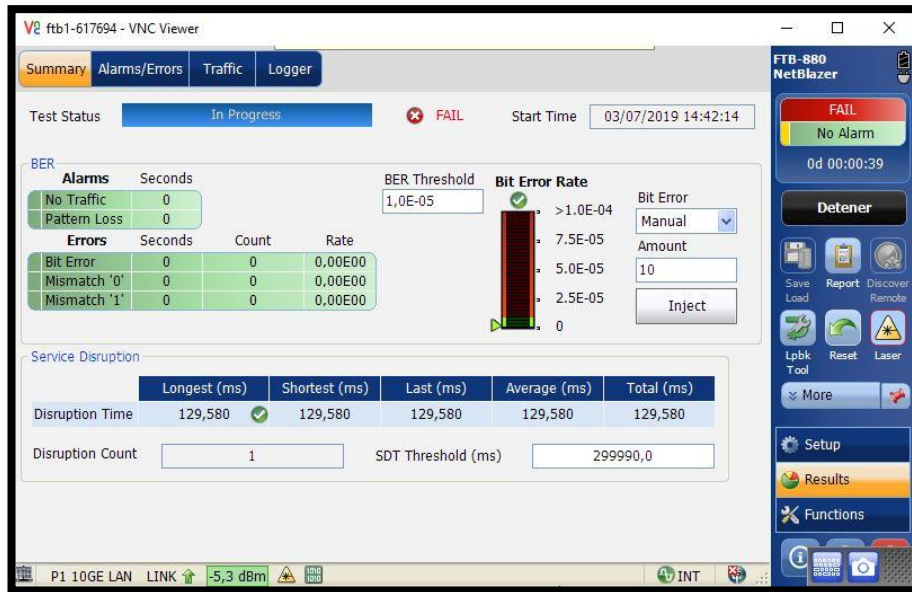 V2 ftb1-617694 - VNC Viewer
Summary Alarms/Errors Traffic Logger
FTB-880
NetBlazer
Test Status In Progress FAIL Start Time 03/07/2019 14:42:14
FAIL
No Alarm
0d 00:00:39
BER
Alarms Seconds
No Traffic 0
Pattern Loss 0
Errors Seconds Count Rate
Bit Error 0 0 0,00E00
Mismatch '0' 0 0 0,00E00
Mismatch '1' 0 0 0,00E00
BER Threshold
1,0E-05
Bit Error Rate
>1.0E-04
7.5E-05
5.0E-05
2.5E-05
0
Bit Error
Manual
Amount
10
Inject
Detener
Save
Load
Report
Discover
Remote
Lpbk
Tool
Reset
Laser
More
Service Disruption
Longest (ms) Shortest (ms) Last (ms) Average (ms) Total (ms)
Disruption Time 129,580 129,580 129,580 129,580 129,580
Disruption Count 1 SDT Threshold (ms) 299990,0
Setup
Results
Functions
P1 10GE LAN LINK -5,3 dBm INT